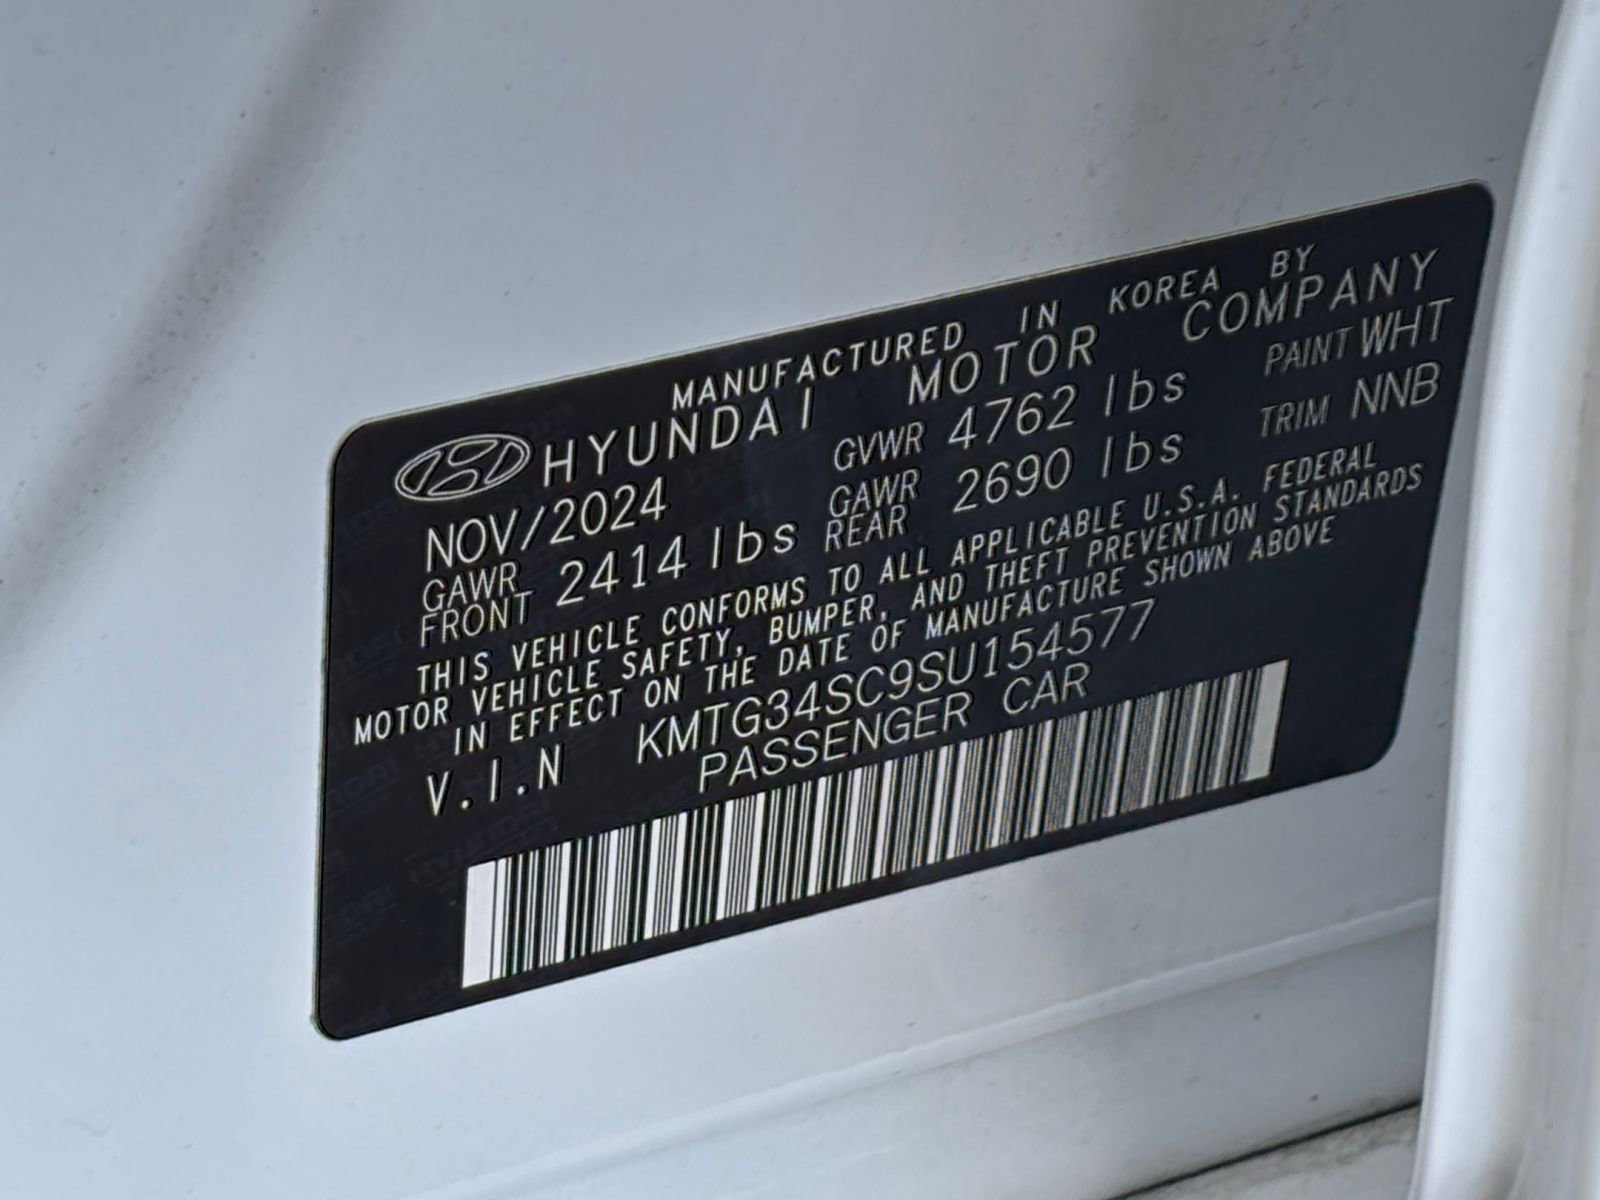 MANUFACTURED IN KOREA BY
HYUNDAI MOTOR COMPANY
NOV/2024 GVWR 4762 lbs PAINT WHT
GAWR FRONT 2414 lbs GAWR REAR 2690 lbs TRIM NNB
THIS VEHICLE CONFORMS TO ALL APPLICABLE U.S.A. FEDERAL
MOTOR VEHICLE SAFETY, BUMPER, AND THEFT PREVENTION STANDARDS
IN EFFECT ON THE DATE OF MANUFACTURE SHOWN ABOVE
V.I.N KMTG34SC9SU154577
PASSENGER CAR